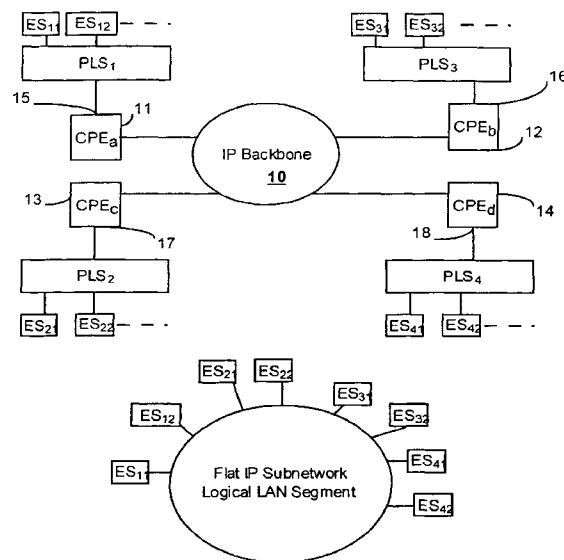 ES11 ES12
PLS1
15
11
CPEa
ES31 ES32
PLS3
16
CPEb
12
IP Backbone
10
13
CPEc
17
PLS2
ES21 ES22
CPEd
14
18
PLS4
ES41 ES42
ES21
ES22
ES31
ES12
ES32
ES41
ES11
Flat IP Subnetwork
Logical LAN Segment
ES42